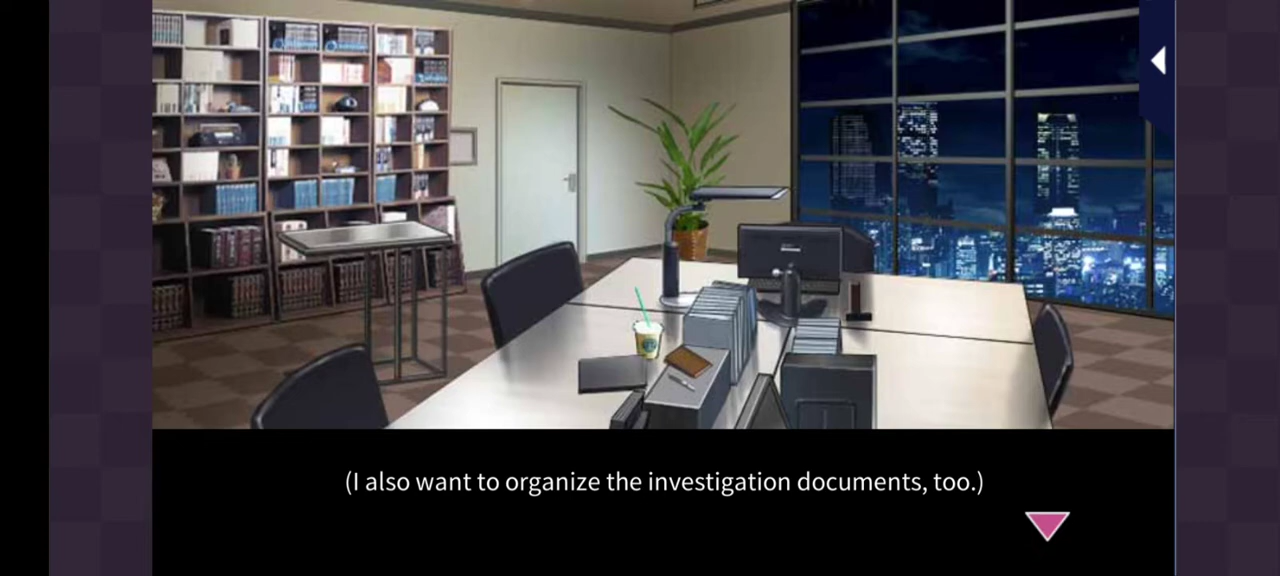 (I also want to organize the investigation documents, too.)